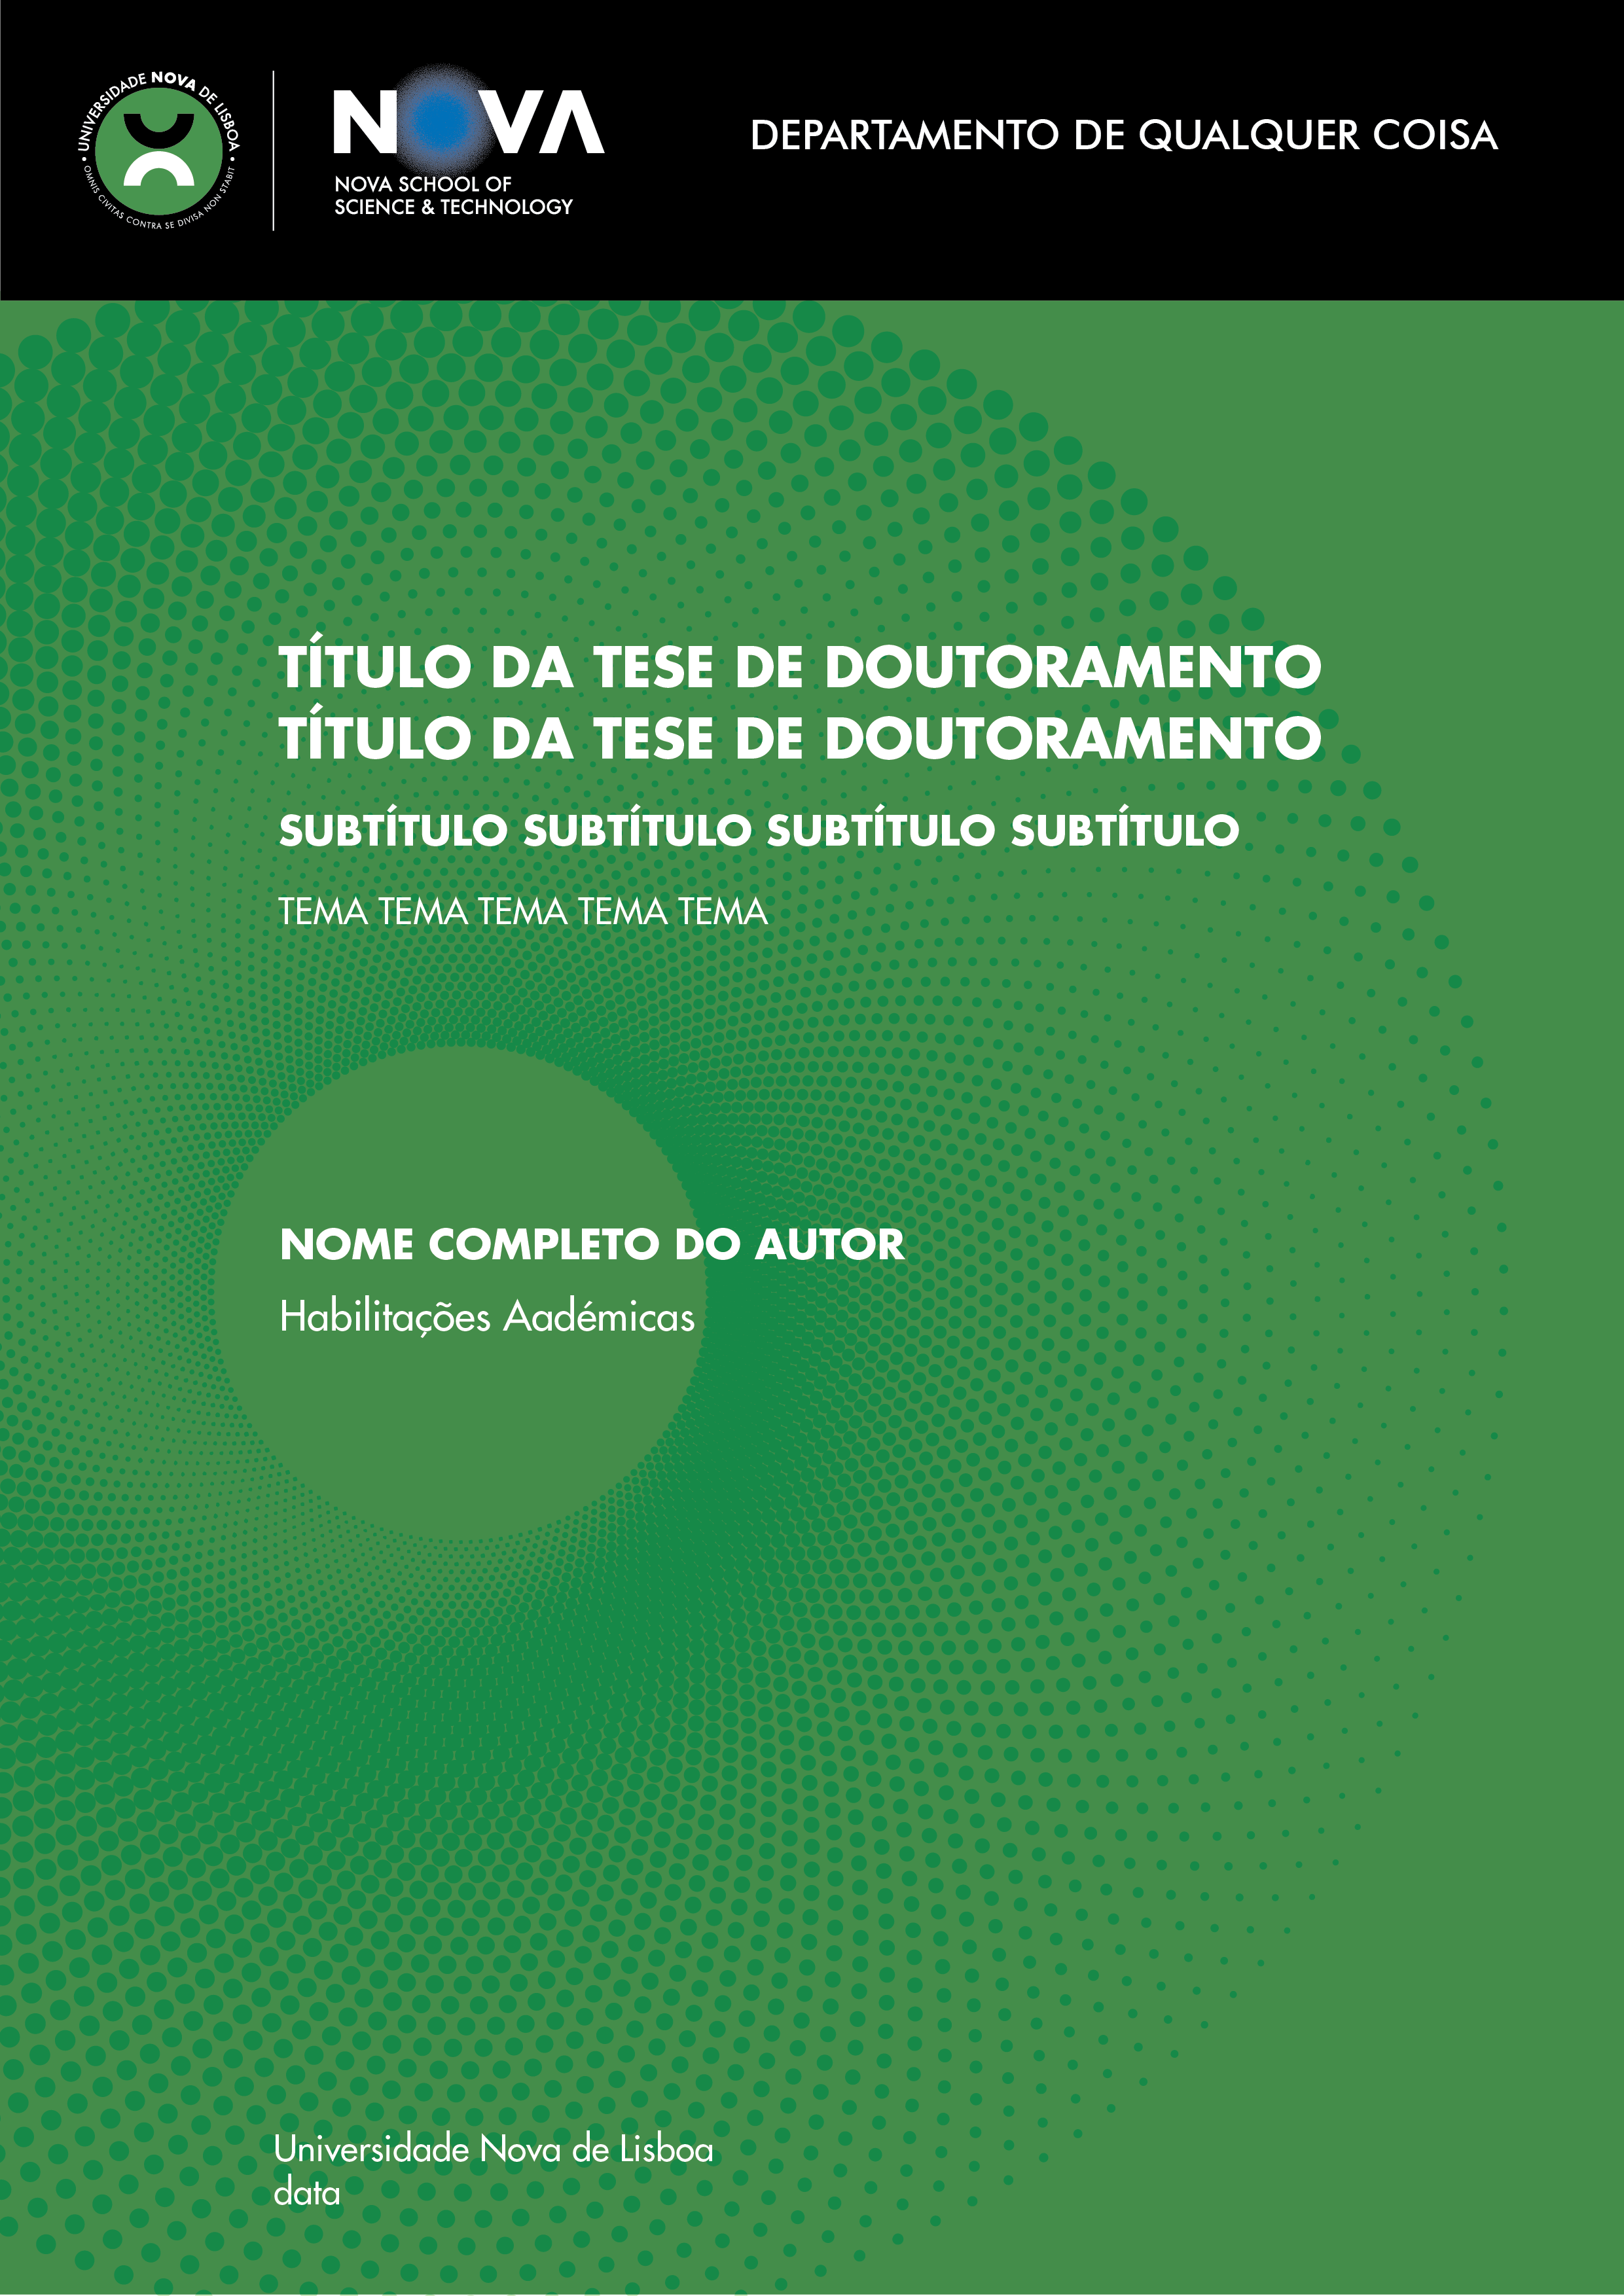 UNIVERSIDADE NOVA DE LISBOA
OMNIS CIVITAS CONTRA SE DIVISA NON STABIT
NOVA
NOVA SCHOOL OF
SCIENCE & TECHNOLOGY
DEPARTAMENTO DE QUALQUER COISA
TÍTULO DA TESE DE DOUTORAMENTO
TÍTULO DA TESE DE DOUTORAMENTO
SUBTÍTULO SUBTÍTULO SUBTÍTULO SUBTÍTULO
TEMA TEMA TEMA TEMA TEMA
NOME COMPLETO DO AUTOR
Habilitações Aadémicas
Universidade Nova de Lisboa
data